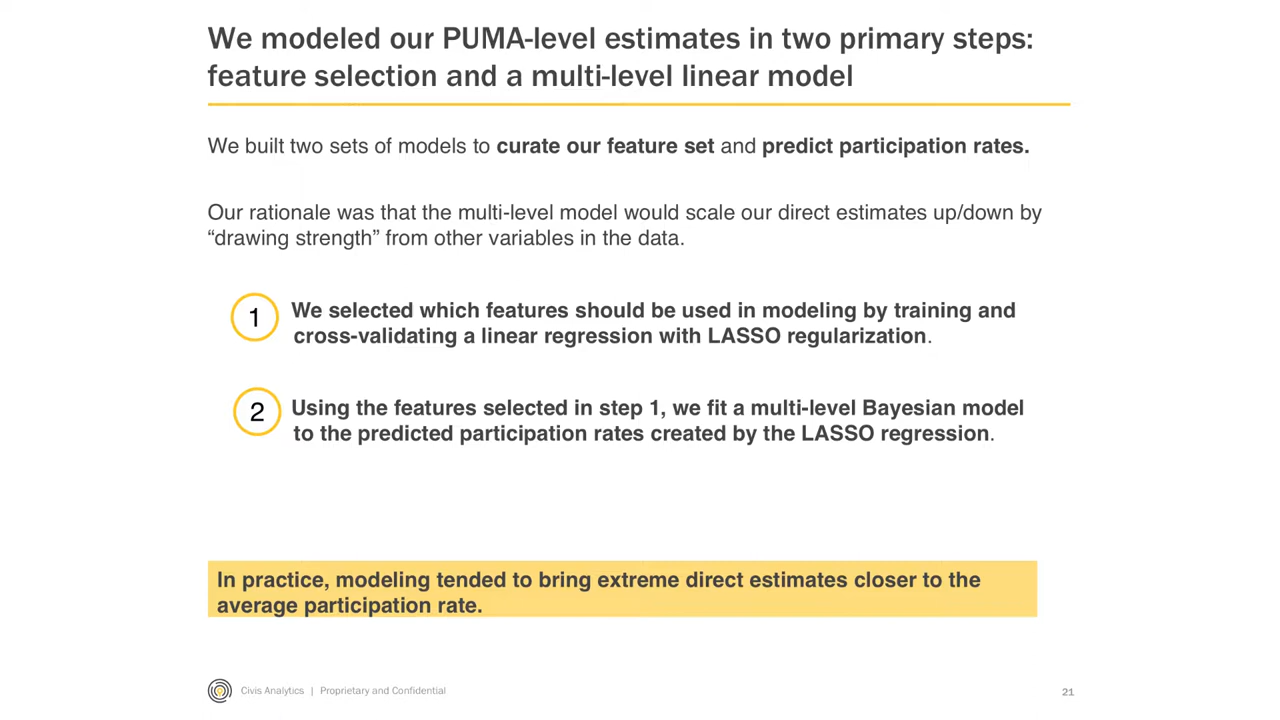 We modeled our PUMA-level estimates in two primary steps:
feature selection and a multi-level linear model
We built two sets of models to curate our feature set and predict participation rates.
Our rationale was that the multi-level model would scale our direct estimates up/down by
“drawing strength” from other variables in the data.
1
We selected which features should be used in modeling by training and
cross-validating a linear regression with LASSO regularization.
2
Using the features selected in step 1, we fit a multi-level Bayesian model
to the predicted participation rates created by the LASSO regression.
In practice, modeling tended to bring extreme direct estimates closer to the
average participation rate.
Civis Analytics | Proprietary and Confidential
21